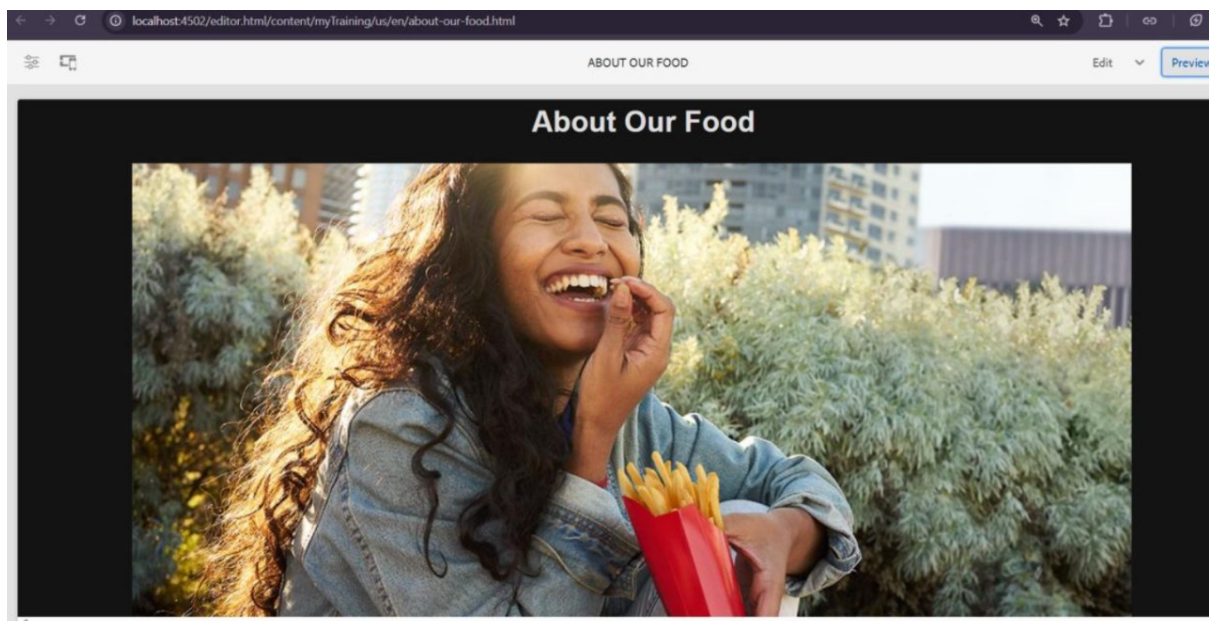 localhost:4502/editor.html/content/myTraining/us/en/about-our-food.html
ABOUT OUR FOOD
Edit
Preview
About Our Food